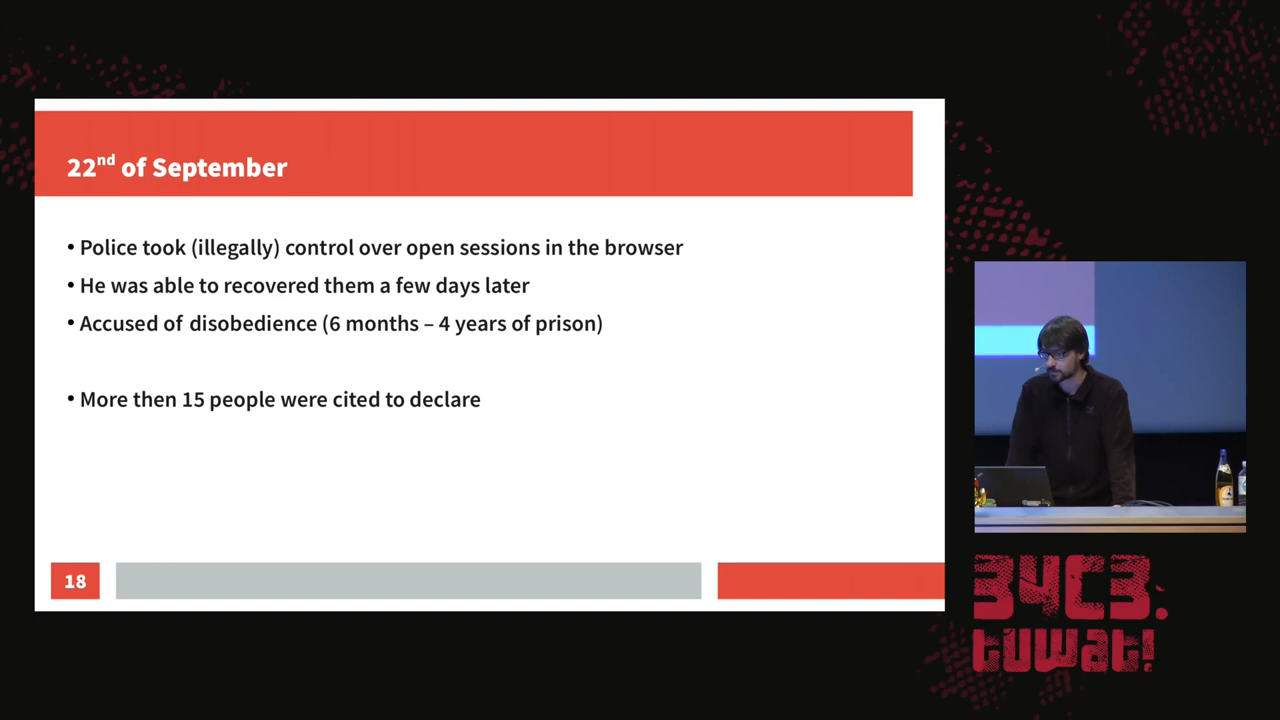 22nd of September
• Police took (illegally) control over open sessions in the browser
• He was able to recovered them a few days later
• Accused of disobedience (6 months – 4 years of prison)
• More then 15 people were cited to declare
18
34C3.
tuwat!